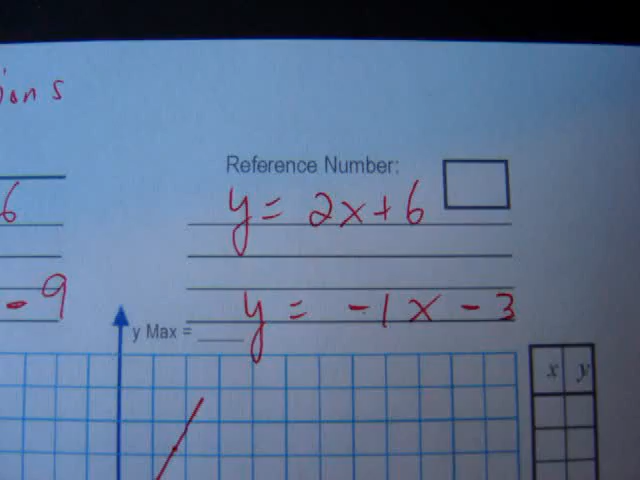 ions
Reference Number:
6
y = 2x + 6
- 9
y = -1x - 3
y Max =
x y